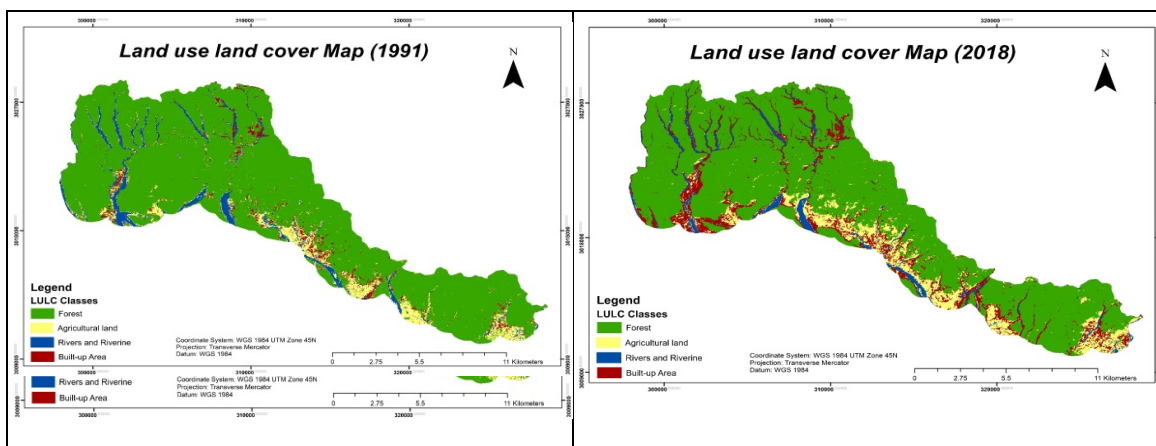 300000 310000 320000
Land use land cover Map (1991)
N
3027000
3018000
3009000
Legend
LULC Classes
Forest
Agricultural land
Rivers and Riverine
Built-up Area
Coordinate System: WGS 1984 UTM Zone 45N
Projection: Transverse Mercator
Datum: WGS 1984
0 2.75 5.5 11 Kilometers
Rivers and Riverine
Built-up Area
Coordinate System: WGS 1984 UTM Zone 45N
Projection: Transverse Mercator
Datum: WGS 1984
0 2.75 5.5 11 Kilometers
3009000
300000 310000 320000
300000 310000 320000
Land use land cover Map (2018)
N
3018000
3009000
Legend
LULC Classes
Forest
Agricultural land
Rivers and Riverine
Built-up Area
Coordinate System: WGS 1984 UTM Zone 45N
Projection: Transverse Mercator
Datum: WGS 1984
0 2.75 5.5 11 Kilometers
300000 310000 320000